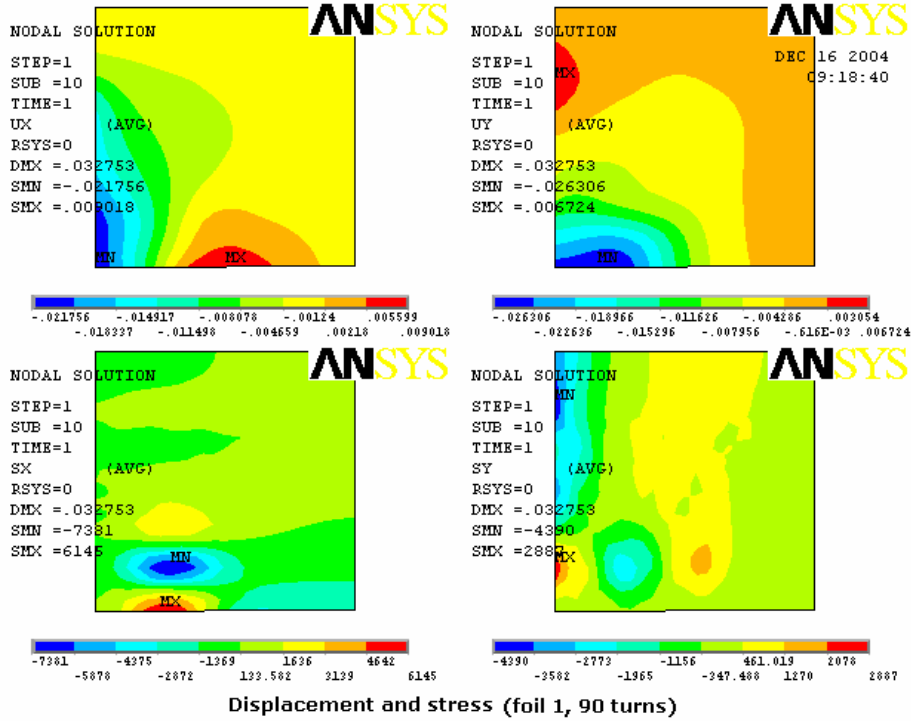 ANSYS
NODAL SOLUTION
STEP=1
SUB =10
TIME=1
UX (AVG)
RSYS=0
DMX =.032753
SMN =-.021756
SMX =.009018
MN
MX
-.021756 -.014917 -.008078 -.00124 .005599
-.018337 -.011498 -.004659 .00218 .009018
ANSYS
NODAL SOLUTION
DEC 16 2004
09:18:40
STEP=1
SUB =10
TIME=1
UY (AVG)
RSYS=0
DMX =.032753
SMN =-.026306
SMX =.006724
MX
MN
-.026306 -.018966 -.011626 -.004286 .003054
-.022636 -.015296 -.007956 -.616E-03 .006724
ANSYS
NODAL SOLUTION
STEP=1
SUB =10
TIME=1
SX (AVG)
RSYS=0
DMX =.032753
SMN =-7381
SMX =6145
MN
MX
-7381 -4375 -1369 1636 4642
-5878 -2872 133.582 3139 6145
ANSYS
NODAL SOLUTION
MN
STEP=1
SUB =10
TIME=1
SY (AVG)
RSYS=0
DMX =.032753
SMN =-4390
SMX =2887
MX
-4390 -2773 -1156 461.019 2078
-3582 -1965 -347.488 1270 2887
Displacement and stress (foil 1, 90 turns)